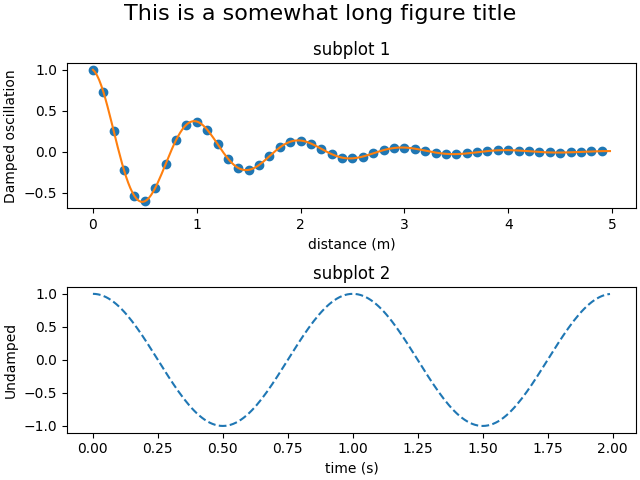 This is a somewhat long figure title
subplot 1
Damped oscillation
1.0
0.5
0.0
−0.5
0 1 2 3 4 5
distance (m)
subplot 2
Undamped
1.0
0.5
0.0
−0.5
−1.0
0.00 0.25 0.50 0.75 1.00 1.25 1.50 1.75 2.00
time (s)